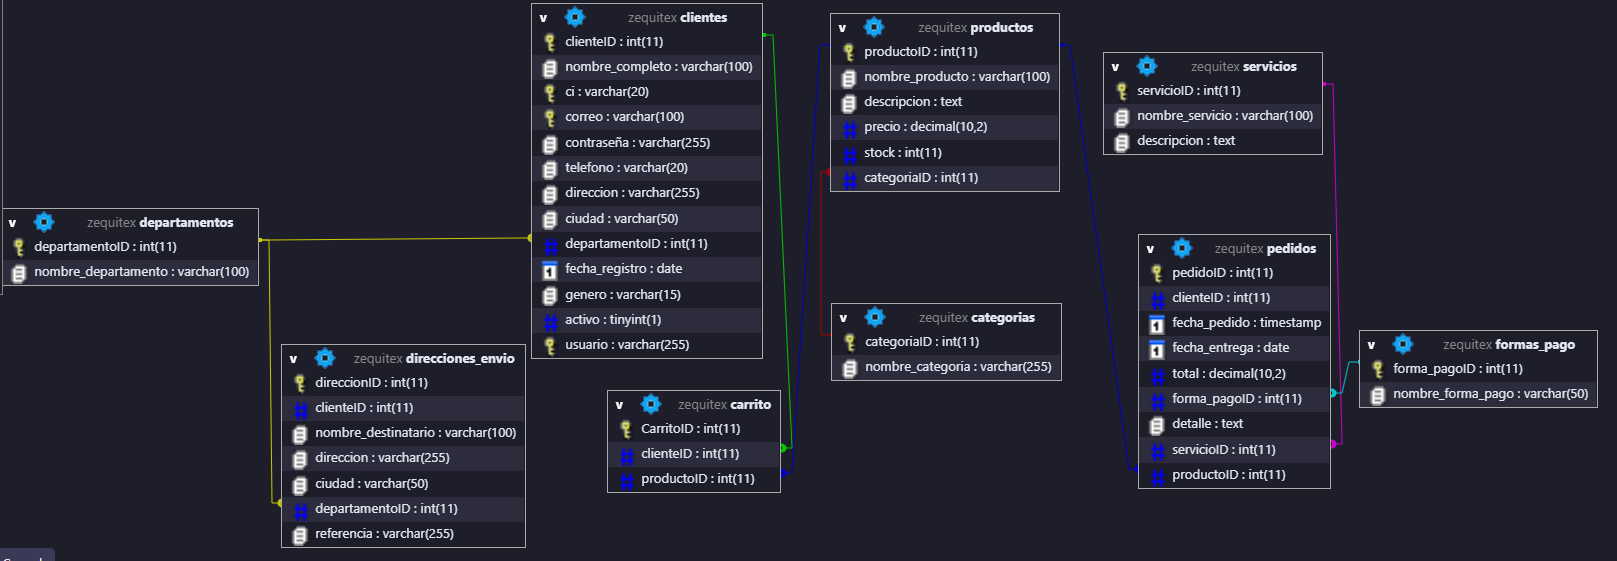 v zequitex clientes
clienteID : int(11)
nombre_completo : varchar(100)
ci : varchar(20)
correo : varchar(100)
contraseña : varchar(255)
telefono : varchar(20)
direccion : varchar(255)
ciudad : varchar(50)
departamentoID : int(11)
fecha_registro : date
genero : varchar(15)
activo : tinyint(1)
usuario : varchar(255)
v zequitex productos
productoID : int(11)
nombre_producto : varchar(100)
descripcion : text
precio : decimal(10,2)
stock : int(11)
categoriaID : int(11)
v zequitex servicios
servicioID : int(11)
nombre_servicio : varchar(100)
descripcion : text
v zequitex departamentos
departamentoID : int(11)
nombre_departamento : varchar(100)
v zequitex direcciones_envio
direccionID : int(11)
clienteID : int(11)
nombre_destinatario : varchar(100)
direccion : varchar(255)
ciudad : varchar(50)
departamentoID : int(11)
referencia : varchar(255)
v zequitex carrito
CarritoID : int(11)
clienteID : int(11)
productoID : int(11)
v zequitex categorias
categoriaID : int(11)
nombre_categoria : varchar(255)
v zequitex pedidos
pedidoID : int(11)
clienteID : int(11)
fecha_pedido : timestamp
fecha_entrega : date
total : decimal(10,2)
forma_pagoID : int(11)
detalle : text
servicioID : int(11)
productoID : int(11)
v zequitex formas_pago
forma_pagoID : int(11)
nombre_forma_pago : varchar(50)